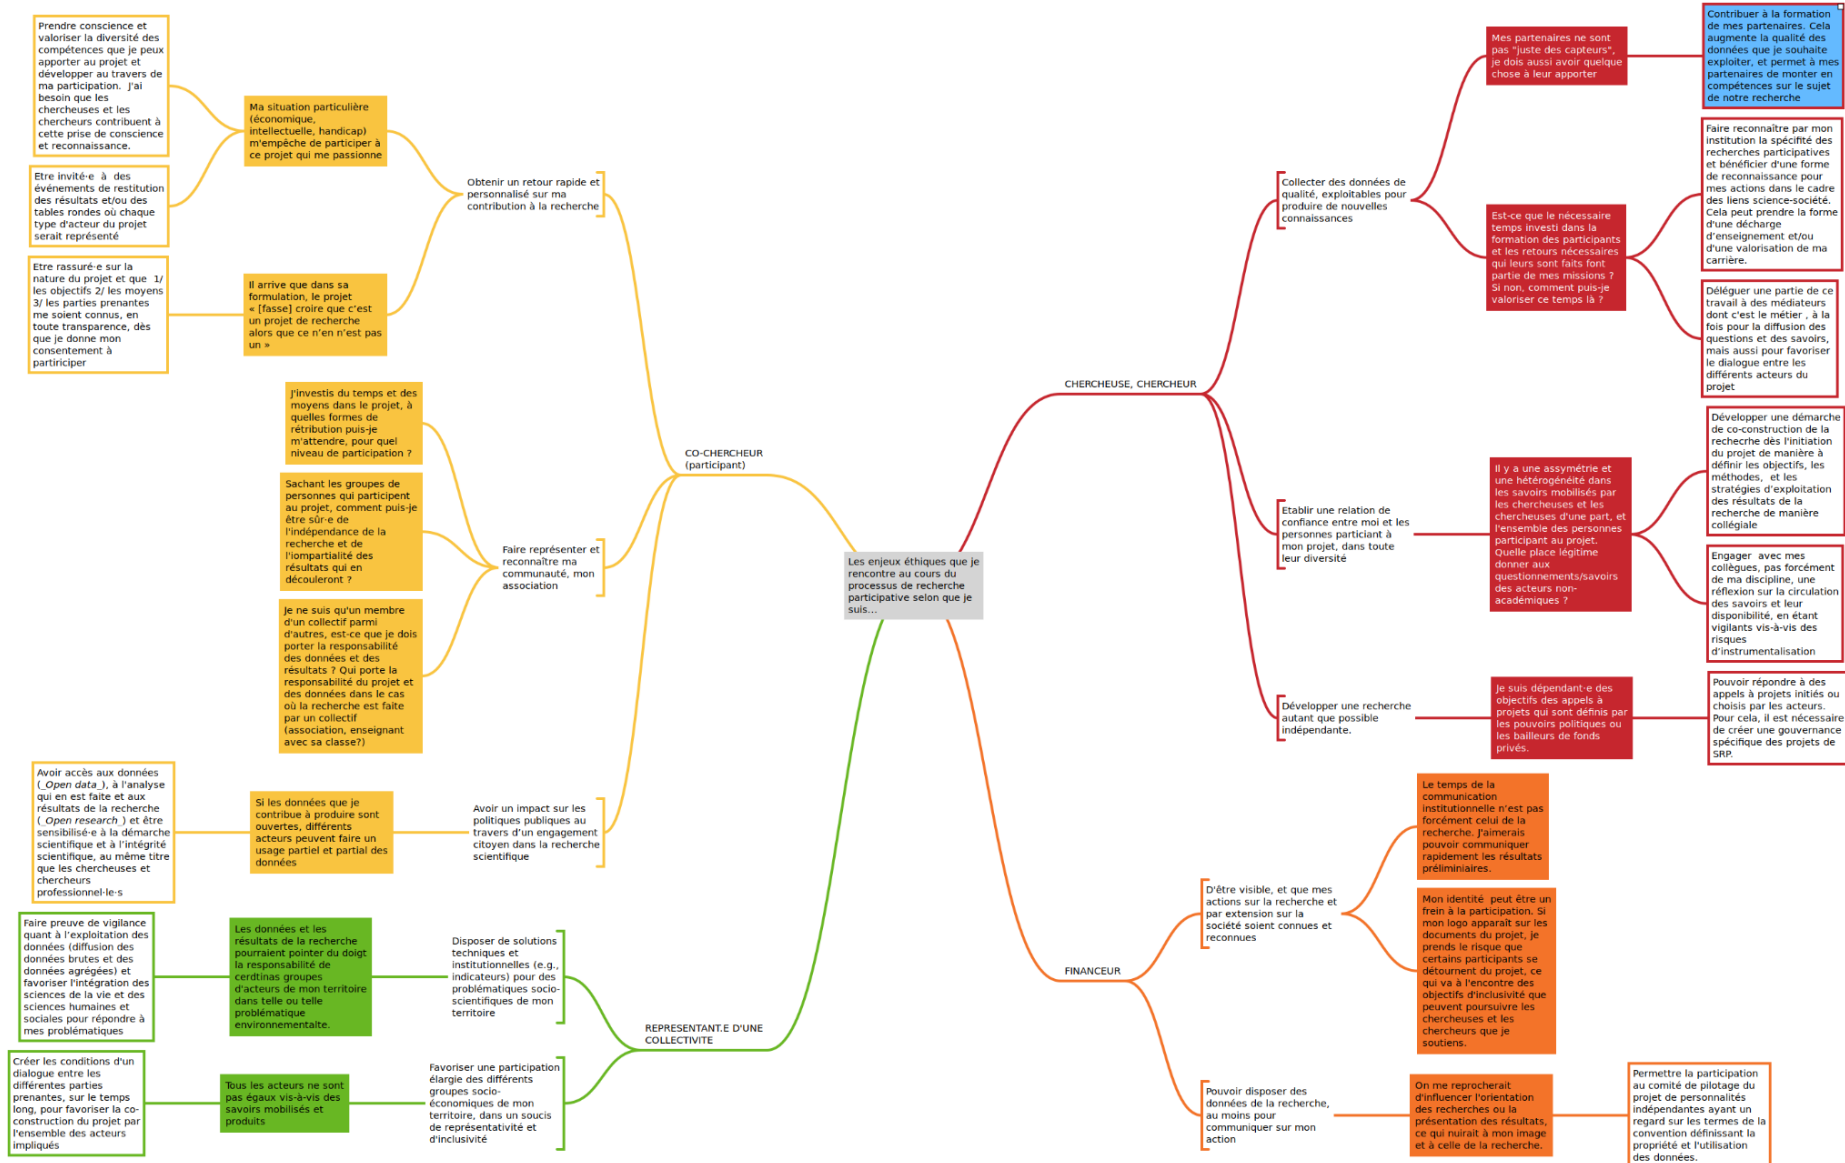 Les enjeux éthiques que je
rencontre au cours du
processus de recherche
participative selon que je
suis...
CO-CHERCHEUR
(participant)
Obtenir un retour rapide et
personnalisé sur ma
contribution à la recherche
Ma situation particulière
(économique,
intellectuelle, handicap)
m'empêche de participer à
ce projet qui me passionne
Prendre conscience et
valoriser la diversité des
compétences que je peux
apporter au projet et
développer au travers de
ma participation. J'ai
besoin que les
chercheuses et les
chercheurs contribuent à
cette prise de conscience
et reconnaissance.
Etre invité·e à des
événements de restitution
des résultats et/ou des
tables rondes où chaque
type d'acteur du projet
serait représenté
Il arrive que dans sa
formulation, le projet
« [fasse] croire que c’est
un projet de recherche
alors que ce n’en n’est pas
un »
Etre rassuré·e sur la
nature du projet et que 1/
les objectifs 2/ les moyens
3/ les parties prenantes
me soient connus, en
toute transparence, dès
que je donne mon
consentement à
partiriciper
Faire représenter et
reconnaître ma
communauté, mon
association
J'investis du temps et des
moyens dans le projet, à
quelles formes de
rétribution puis-je
m'attendre, pour quel
niveau de participation ?
Sachant les groupes de
personnes qui participent
au projet, comment puis-je
être sûr·e de
l'indépendance de la
recherche et de
l'iompartialité des
résultats qui en
découleront ?
Je ne suis qu'un membre
d'un collectif parmi
d'autres, est-ce que je dois
porter la responsabilité
des données et des
résultats ? Qui porte la
responsabilité du projet et
des données dans le cas
où la recherche est faite
par un collectif
(association, enseignant
avec sa classe?)
Avoir un impact sur les
politiques publiques au
travers d’un engagement
citoyen dans la recherche
scientifique
Si les données que je
contribue à produire sont
ouvertes, différents
acteurs peuvent faire un
usage partiel et partial des
données
Avoir accès aux données
(_Open data_), à l'analyse
qui en est faite et aux
résultats de la recherche
(_Open research_) et être
sensibilisé·e à la démarche
scientifique et à l’intégrité
scientifique, au même titre
que les chercheuses et
chercheurs
professionnel·le·s
REPRESENTANT.E D'UNE
COLLECTIVITE
Disposer de solutions
techniques et
institutionnelles (e.g.,
indicateurs) pour des
problématiques socio-
scientifiques de mon
territoire
Les données et les
résultats de la recherche
pourraient pointer du doigt
la responsabilité de
cerdtinas groupes
d'acteurs de mon territoire
dans telle ou telle
problématique
environnementalte.
Faire preuve de vigilance
quant à l’exploitation des
données (diffusion des
données brutes et des
données agrégées) et
favoriser l'intégration des
sciences de la vie et des
sciences humaines et
sociales pour répondre à
mes problématiques
Favoriser une participation
élargie des différents
groupes socio-
économiques de mon
territoire, dans un soucis
de représentativité et
d'inclusivité
Tous les acteurs ne sont
pas égaux vis-à-vis des
savoirs mobilisés et
produits
Créer les conditions d'un
dialogue entre les
différentes parties
prenantes, sur le temps
long, pour favoriser la co-
construction du projet par
l'ensemble des acteurs
impliqués
CHERCHEUSE, CHERCHEUR
Collecter des données de
qualité, exploitables pour
produire de nouvelles
connaissances
Mes partenaires ne sont
pas "juste des capteurs",
je dois aussi avoir quelque
chose à leur apporter
Contribuer à la formation
de mes partenaires. Cela
augmente la qualité des
données que je souhaite
exploiter, et permet à mes
partenaires de monter en
compétences sur le sujet
de notre recherche
Est-ce que le nécessaire
temps investi dans la
formation des participants
et les retours nécessaires
qui leurs sont faits font
partie de mes missions ?
Si non, comment puis-je
valoriser ce temps là ?
Faire reconnaître par mon
institution la spécifité des
recherches participatives
et bénéficier d'une forme
de reconnaissance pour
mes actions dans le cadre
des liens science-société.
Cela peut prendre la forme
d'une décharge
d’enseignement et/ou
d'une valorisation de ma
carrière.
Déléguer une partie de ce
travail à des médiateurs
dont c'est le métier , à la
fois pour la diffusion des
questions et des savoirs,
mais aussi pour favoriser
le dialogue entre les
différents acteurs du
projet
Etablir une relation de
confiance entre moi et les
personnes particiant à
mon projet, dans toute
leur diversité
Il y a une assymétrie et
une hétérogénéité dans
les savoirs mobilisés par
les chercheuses et les
chercheuses d'une part, et
l'ensemble des personnes
participant au projet.
Quelle place légitime
donner aux
questionnements/savoirs
des acteurs non-
académiques ?
Développer une démarche
de co-construction de la
rechecrhe dès l'initiation
du projet de manière à
définir les objectifs, les
méthodes, et les
stratégies d'exploitation
des résultats de la
recherche de manière
collégiale
Engager avec mes
collègues, pas forcément
de ma discipline, une
réflexion sur la circulation
des savoirs et leur
disponibilité, en étant
vigilants vis-à-vis des
risques
d’instrumentalisation
Développer une recherche
autant que possible
indépendante.
Je suis dépendant·e des
objectifs des appels à
projets qui sont définis par
les pouvoirs politiques ou
les bailleurs de fonds
privés.
Pouvoir répondre à des
appels à projets initiés ou
choisis par les acteurs.
Pour cela, il est nécessaire
de créer une gouvernance
spécifique des projets de
SRP.
FINANCEUR
D'être visible, et que mes
actions sur la recherche et
par extension sur la
société soient connues et
reconnues
Le temps de la
communication
institutionnelle n'est pas
forcément celui de la
recherche. J'aimerais
pouvoir communiquer
rapidement les résultats
préliminiaires.
Mon identité peut être un
frein à la participation. Si
mon logo apparaît sur les
documents du projet, je
prends le risque que
certains participants se
détournent du projet, ce
qui va à l'encontre des
objectifs d'inclusivité que
peuvent poursuivre les
chercheuses et les
chercheurs que je
soutiens.
Pouvoir disposer des
données de la recherche,
au moins pour
communiquer sur mon
action
On me reprocherait
d'influencer l'orientation
des recherches ou la
présentation des résultats,
ce qui nuirait à mon image
et à celle de la recherche.
Permettre la participation
au comité de pilotage du
projet de personnalités
indépendantes ayant un
regard sur les termes de la
convention définissant la
propriété et l'utilisation
des données.